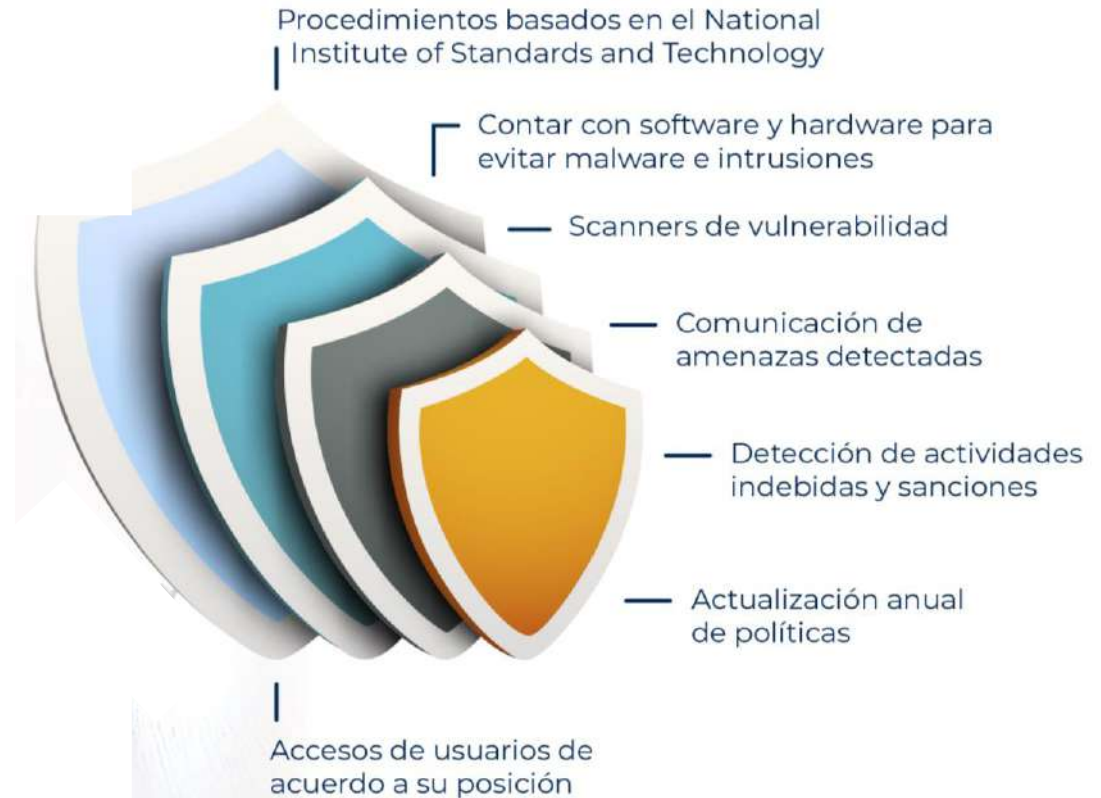 Procedimientos basados en el National
Institute of Standards and Technology
Contar con software y hardware para
evitar malware e intrusiones
Scanners de vulnerabilidad
Comunicación de
amenazas detectadas
Detección de actividades
indebidas y sanciones
Actualización anual
de políticas
Accesos de usuarios de
acuerdo a su posición